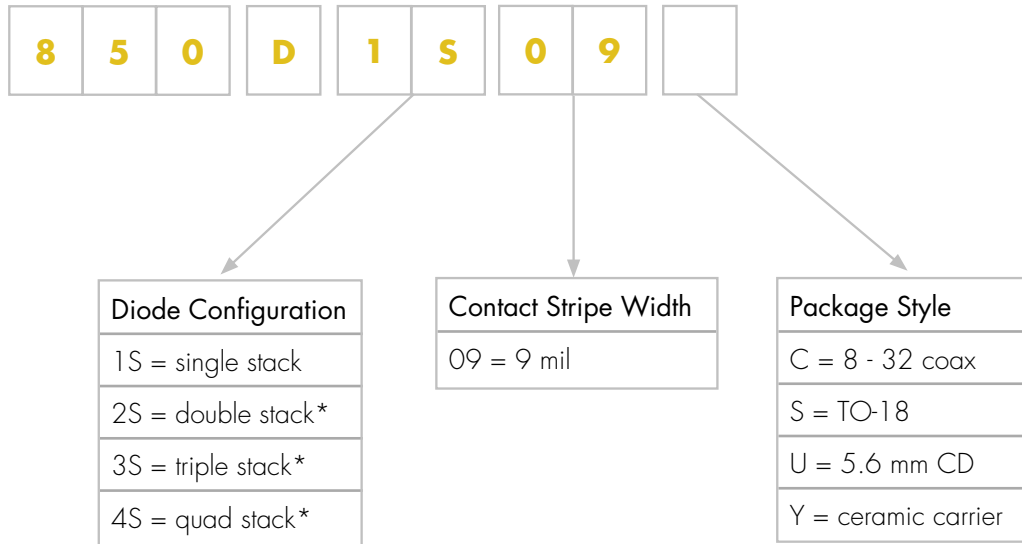 8 5 0 D 1 S 0 9
Diode Configuration
1S = single stack
2S = double stack*
3S = triple stack*
4S = quad stack*
Contact Stripe Width
09 = 9 mil
Package Style
C = 8 - 32 coax
S = TO-18
U = 5.6 mm CD
Y = ceramic carrier